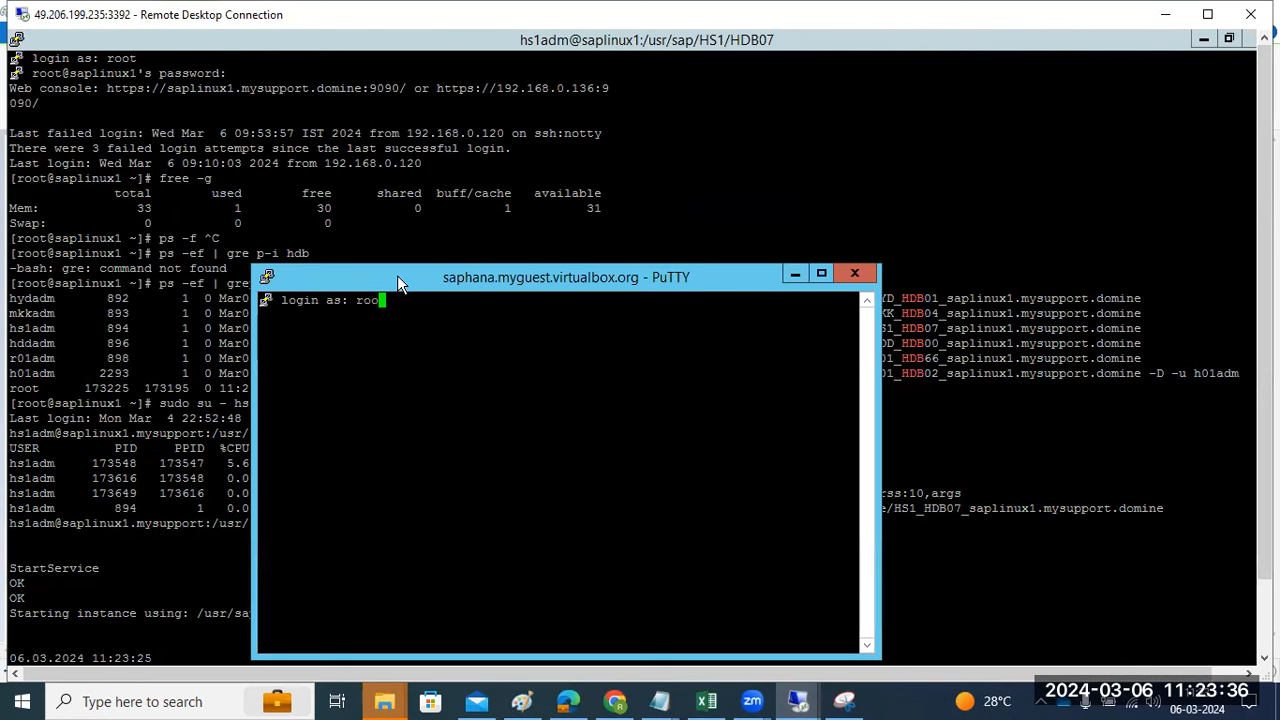 49.206.199.235:3392 - Remote Desktop Connection
hs1adm@saplinux1:/usr/sap/HS1/HDB07
login as: root
root@saplinux1's password:
Web console: https://saplinux1.mysupport.domine:9090/ or https://192.168.0.136:9
090/
Last failed login: Wed Mar  6 09:53:57 IST 2024 from 192.168.0.120 on ssh:notty
There were 3 failed login attempts since the last successful login.
Last login: Wed Mar  6 09:10:03 2024 from 192.168.0.120
[root@saplinux1 ~]# free -g
total used free shared buff/cache available
Mem: 33 1 30 0 1 31
Swap: 0 0 0
[root@saplinux1 ~]# ps -f ^C
[root@saplinux1 ~]# ps -ef | gre p-i hdb
-bash: gre: command not found
[root@saplinux1 ~]# ps -ef | gre
hydadm 892 1 0 Mar0 YD_HDB01_saplinux1.mysupport.domine
mkkadm 893 1 0 Mar0 KK_HDB04_saplinux1.mysupport.domine
hs1adm 894 1 0 Mar0 S1_HDB07_saplinux1.mysupport.domine
hddadm 896 1 0 Mar0 DD_HDB00_saplinux1.mysupport.domine
r01adm 898 1 0 Mar0 01_HDB66_saplinux1.mysupport.domine
h01adm 2293 1 0 Mar0 01_HDB02_saplinux1.mysupport.domine -D -u h01adm
root 173225 173195 0 11:2
[root@saplinux1 ~]# sudo su - hs
Last login: Mon Mar  4 22:52:48
hs1adm@saplinux1.mysupport:/usr/
USER PID PPID %CPU rss:10,args
hs1adm 173548 173547 5.6
hs1adm 173616 173548 0.0
hs1adm 173649 173616 0.0
hs1adm 894 1 0.0 e/HS1_HDB07_saplinux1.mysupport.domine
hs1adm@saplinux1.mysupport:/usr/
StartService
OK
OK
Starting instance using: /usr/sa
06.03.2024 11:23:25
saphana.myguest.virtualbox.org - PuTTY
login as: roo
Type here to search
28°C
2024-03-06 11:23:36
06-03-2024